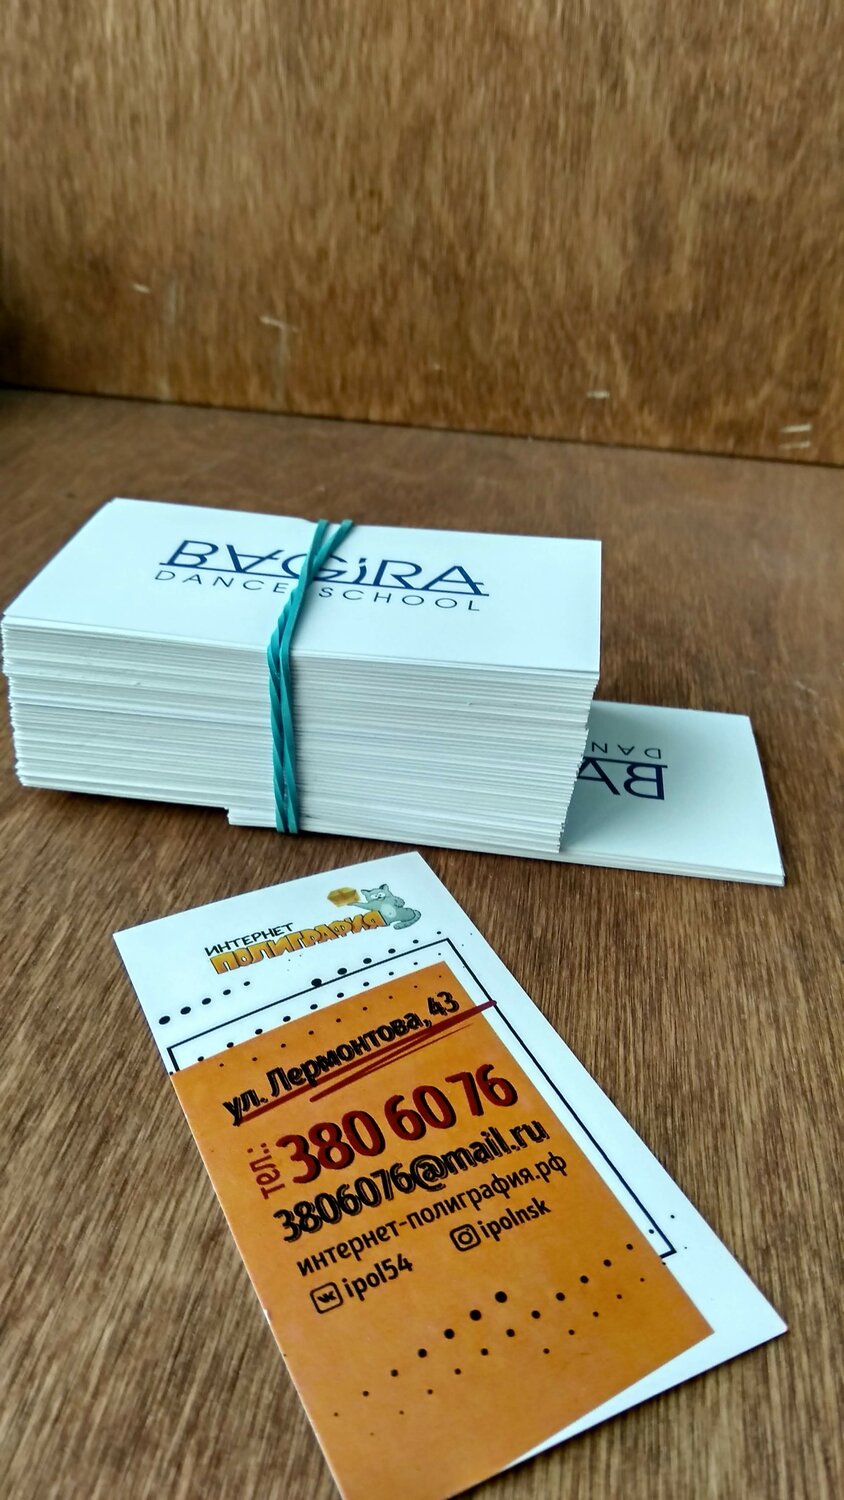 BAGiRA
DANCE SCHOOL
DAN
BA
ИНТЕРНЕТ
ПОЛИГРАФИЯ
ул. Лермонтова, 43
тел.: 380 60 76
3806076@mail.ru
интернет-полиграфия.рф
ipol54 ipolnsk